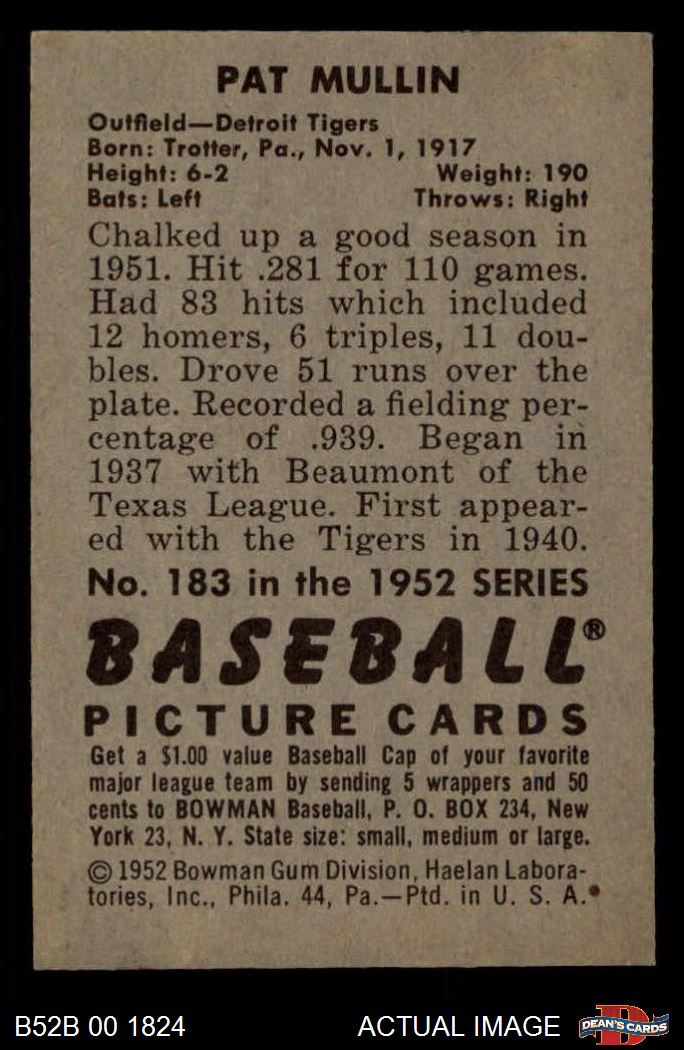 PAT MULLIN
Outfield—Detroit Tigers
Born: Trotter, Pa., Nov. 1, 1917
Height: 6-2 Weight: 190
Bats: Left Throws: Right
Chalked up a good season in
1951. Hit .281 for 110 games.
Had 83 hits which included
12 homers, 6 triples, 11 dou-
bles. Drove 51 runs over the
plate. Recorded a fielding per-
centage of .939. Began in
1937 with Beaumont of the
Texas League. First appear-
ed with the Tigers in 1940.
No. 183 in the 1952 SERIES
BASEBALL®
PICTURE CARDS
Get a $1.00 value Baseball Cap of your favorite
major league team by sending 5 wrappers and 50
cents to BOWMAN Baseball, P. O. BOX 234, New
York 23, N. Y. State size: small, medium or large.
© 1952 Bowman Gum Division, Haelan Labora-
tories, Inc., Phila. 44, Pa.—Ptd. in U. S. A.•
B52B 00 1824 ACTUAL IMAGE DEAN'S CARDS